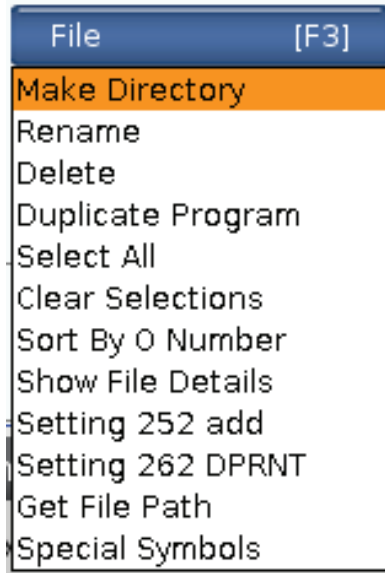 File [F3]
Make Directory
Rename
Delete
Duplicate Program
Select All
Clear Selections
Sort By O Number
Show File Details
Setting 252 add
Setting 262 DPRNT
Get File Path
Special Symbols